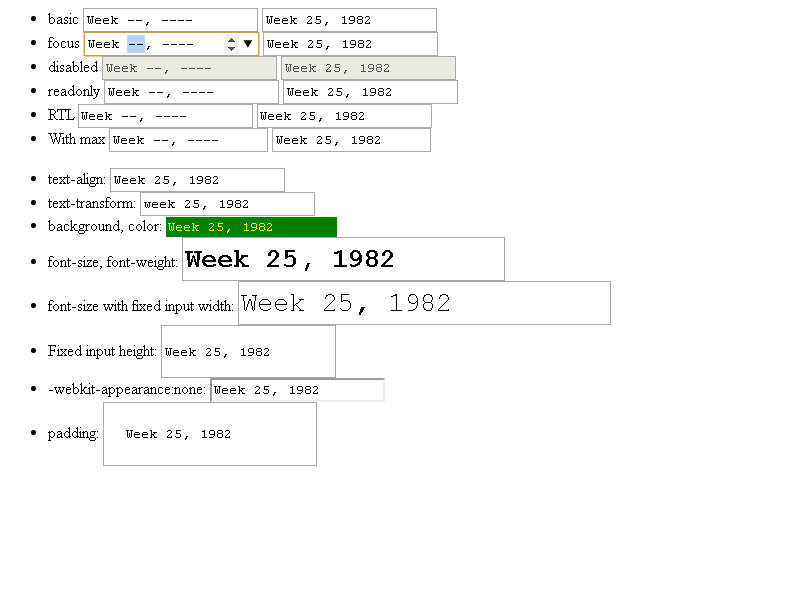 basic Week --, ---- Week 25, 1982
focus Week --, ---- Week 25, 1982
disabled Week --, ---- Week 25, 1982
readonly Week --, ---- Week 25, 1982
RTL Week --, ---- Week 25, 1982
With max Week --, ---- Week 25, 1982
text-align: Week 25, 1982
text-transform: week 25, 1982
background, color: Week 25, 1982
font-size, font-weight: Week 25, 1982
font-size with fixed input width: Week 25, 1982
Fixed input height: Week 25, 1982
-webkit-appearance:none: Week 25, 1982
padding: Week 25, 1982